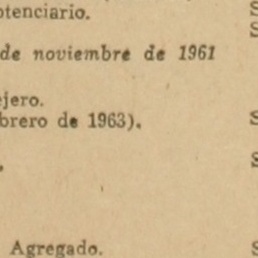 otenciario.
de noviembre de 1961
ejero.
brero de 1963).
.
Agregado.